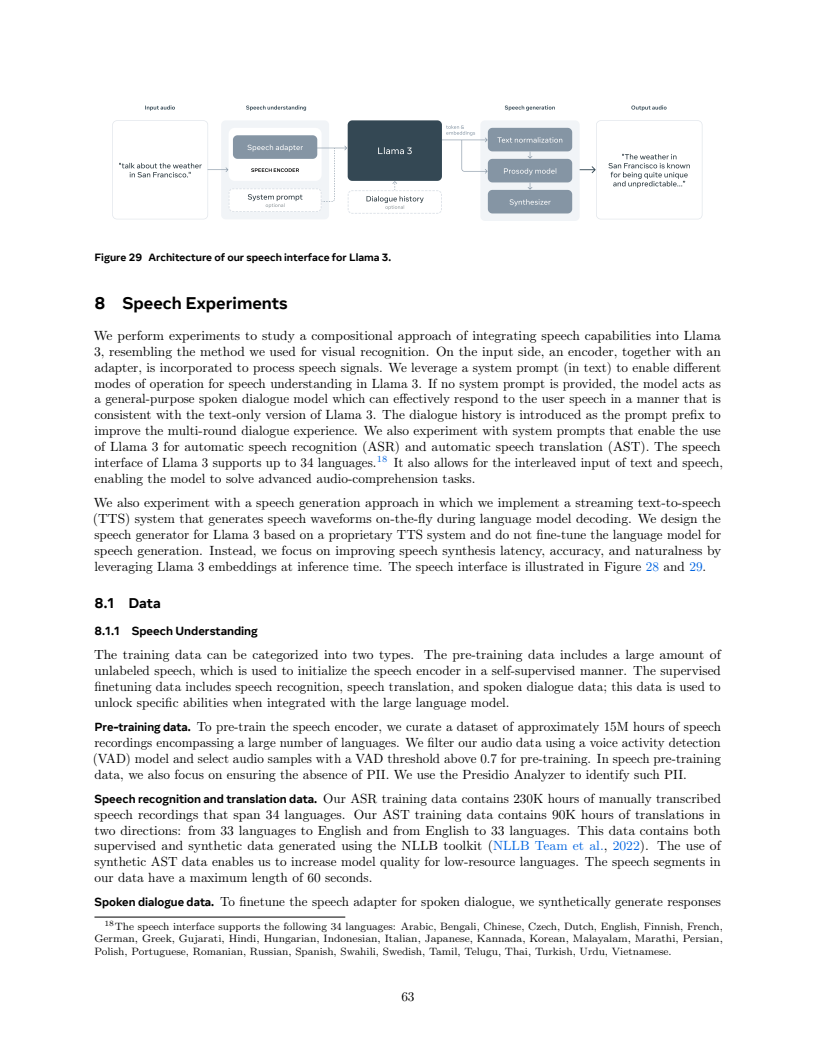 Input audio
Speech understanding
Speech generation
Output audio
"talk about the weather
in San Francisco."
Speech adapter
SPEECH ENCODER
System prompt
optional
Llama 3
Dialogue history
optional
token &
embeddings
Text normalization
Prosody model
Synthesizer
"The weather in
San Francisco is known
for being quite unique
and unpredictable..."
Figure 29 Architecture of our speech interface for Llama 3.
8 Speech Experiments
We perform experiments to study a compositional approach of integrating speech capabilities into Llama
3, resembling the method we used for visual recognition. On the input side, an encoder, together with an
adapter, is incorporated to process speech signals. We leverage a system prompt (in text) to enable different
modes of operation for speech understanding in Llama 3. If no system prompt is provided, the model acts as
a general-purpose spoken dialogue model which can effectively respond to the user speech in a manner that is
consistent with the text-only version of Llama 3. The dialogue history is introduced as the prompt prefix to
improve the multi-round dialogue experience. We also experiment with system prompts that enable the use
of Llama 3 for automatic speech recognition (ASR) and automatic speech translation (AST). The speech
interface of Llama 3 supports up to 34 languages.18 It also allows for the interleaved input of text and speech,
enabling the model to solve advanced audio-comprehension tasks.
We also experiment with a speech generation approach in which we implement a streaming text-to-speech
(TTS) system that generates speech waveforms on-the-fly during language model decoding. We design the
speech generator for Llama 3 based on a proprietary TTS system and do not fine-tune the language model for
speech generation. Instead, we focus on improving speech synthesis latency, accuracy, and naturalness by
leveraging Llama 3 embeddings at inference time. The speech interface is illustrated in Figure 28 and 29.
8.1 Data
8.1.1 Speech Understanding
The training data can be categorized into two types. The pre-training data includes a large amount of
unlabeled speech, which is used to initialize the speech encoder in a self-supervised manner. The supervised
finetuning data includes speech recognition, speech translation, and spoken dialogue data; this data is used to
unlock specific abilities when integrated with the large language model.
Pre-training data. To pre-train the speech encoder, we curate a dataset of approximately 15M hours of speech
recordings encompassing a large number of languages. We filter our audio data using a voice activity detection
(VAD) model and select audio samples with a VAD threshold above 0.7 for pre-training. In speech pre-training
data, we also focus on ensuring the absence of PII. We use the Presidio Analyzer to identify such PII.
Speech recognition and translation data. Our ASR training data contains 230K hours of manually transcribed
speech recordings that span 34 languages. Our AST training data contains 90K hours of translations in
two directions: from 33 languages to English and from English to 33 languages. This data contains both
supervised and synthetic data generated using the NLLB toolkit (NLLB Team et al., 2022). The use of
synthetic AST data enables us to increase model quality for low-resource languages. The speech segments in
our data have a maximum length of 60 seconds.
Spoken dialogue data. To finetune the speech adapter for spoken dialogue, we synthetically generate responses
18The speech interface supports the following 34 languages: Arabic, Bengali, Chinese, Czech, Dutch, English, Finnish, French,
German, Greek, Gujarati, Hindi, Hungarian, Indonesian, Italian, Japanese, Kannada, Korean, Malayalam, Marathi, Persian,
Polish, Portuguese, Romanian, Russian, Spanish, Swahili, Swedish, Tamil, Telugu, Thai, Turkish, Urdu, Vietnamese.
63